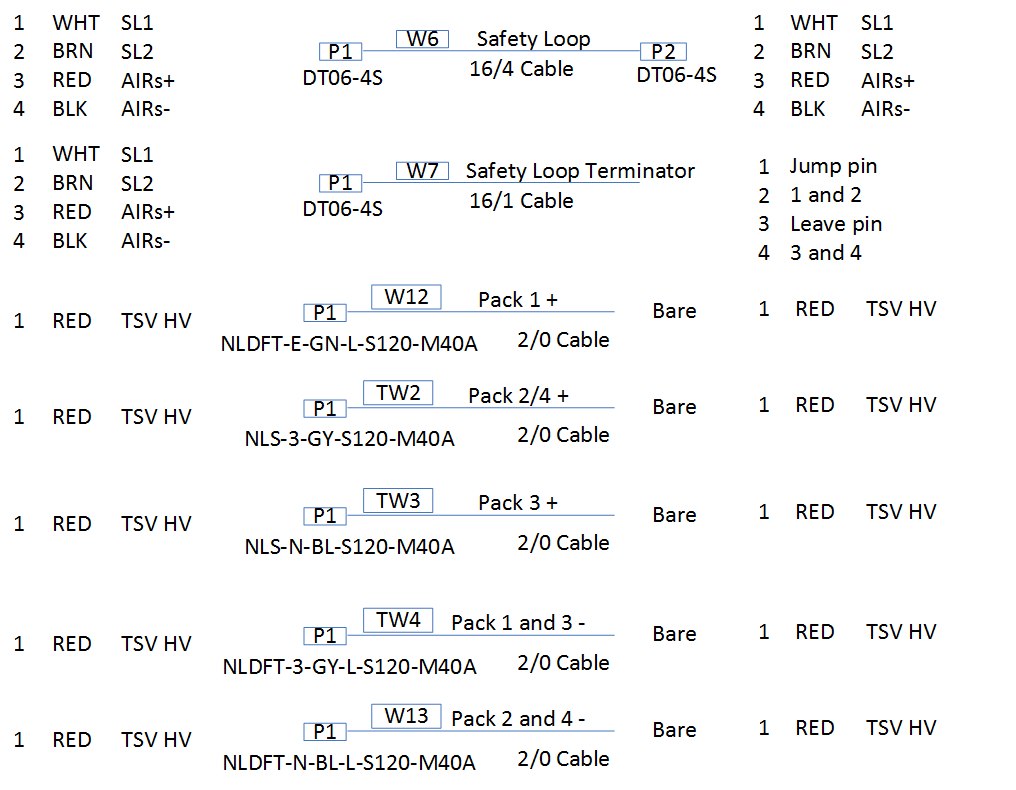 1 WHT SL1
2 BRN SL2
3 RED AIRs+
4 BLK AIRs-
W6 Safety Loop
P1 P2
DT06-4S 16/4 Cable DT06-4S
1 WHT SL1
2 BRN SL2
3 RED AIRs+
4 BLK AIRs-
1 WHT SL1
2 BRN SL2
3 RED AIRs+
4 BLK AIRs-
W7 Safety Loop Terminator
P1
DT06-4S 16/1 Cable
1 Jump pin
2 1 and 2
3 Leave pin
4 3 and 4
W12 Pack 1 +
1 RED TSV HV P1 Bare 1 RED TSV HV
NLDFT-E-GN-L-S120-M40A 2/0 Cable
TW2 Pack 2/4 +
1 RED TSV HV P1 Bare 1 RED TSV HV
NLS-3-GY-S120-M40A 2/0 Cable
TW3 Pack 3 +
1 RED TSV HV P1 Bare 1 RED TSV HV
NLS-N-BL-S120-M40A 2/0 Cable
TW4 Pack 1 and 3 -
1 RED TSV HV P1 Bare 1 RED TSV HV
NLDFT-3-GY-L-S120-M40A 2/0 Cable
W13 Pack 2 and 4 -
1 RED TSV HV P1 Bare 1 RED TSV HV
NLDFT-N-BL-L-S120-M40A 2/0 Cable